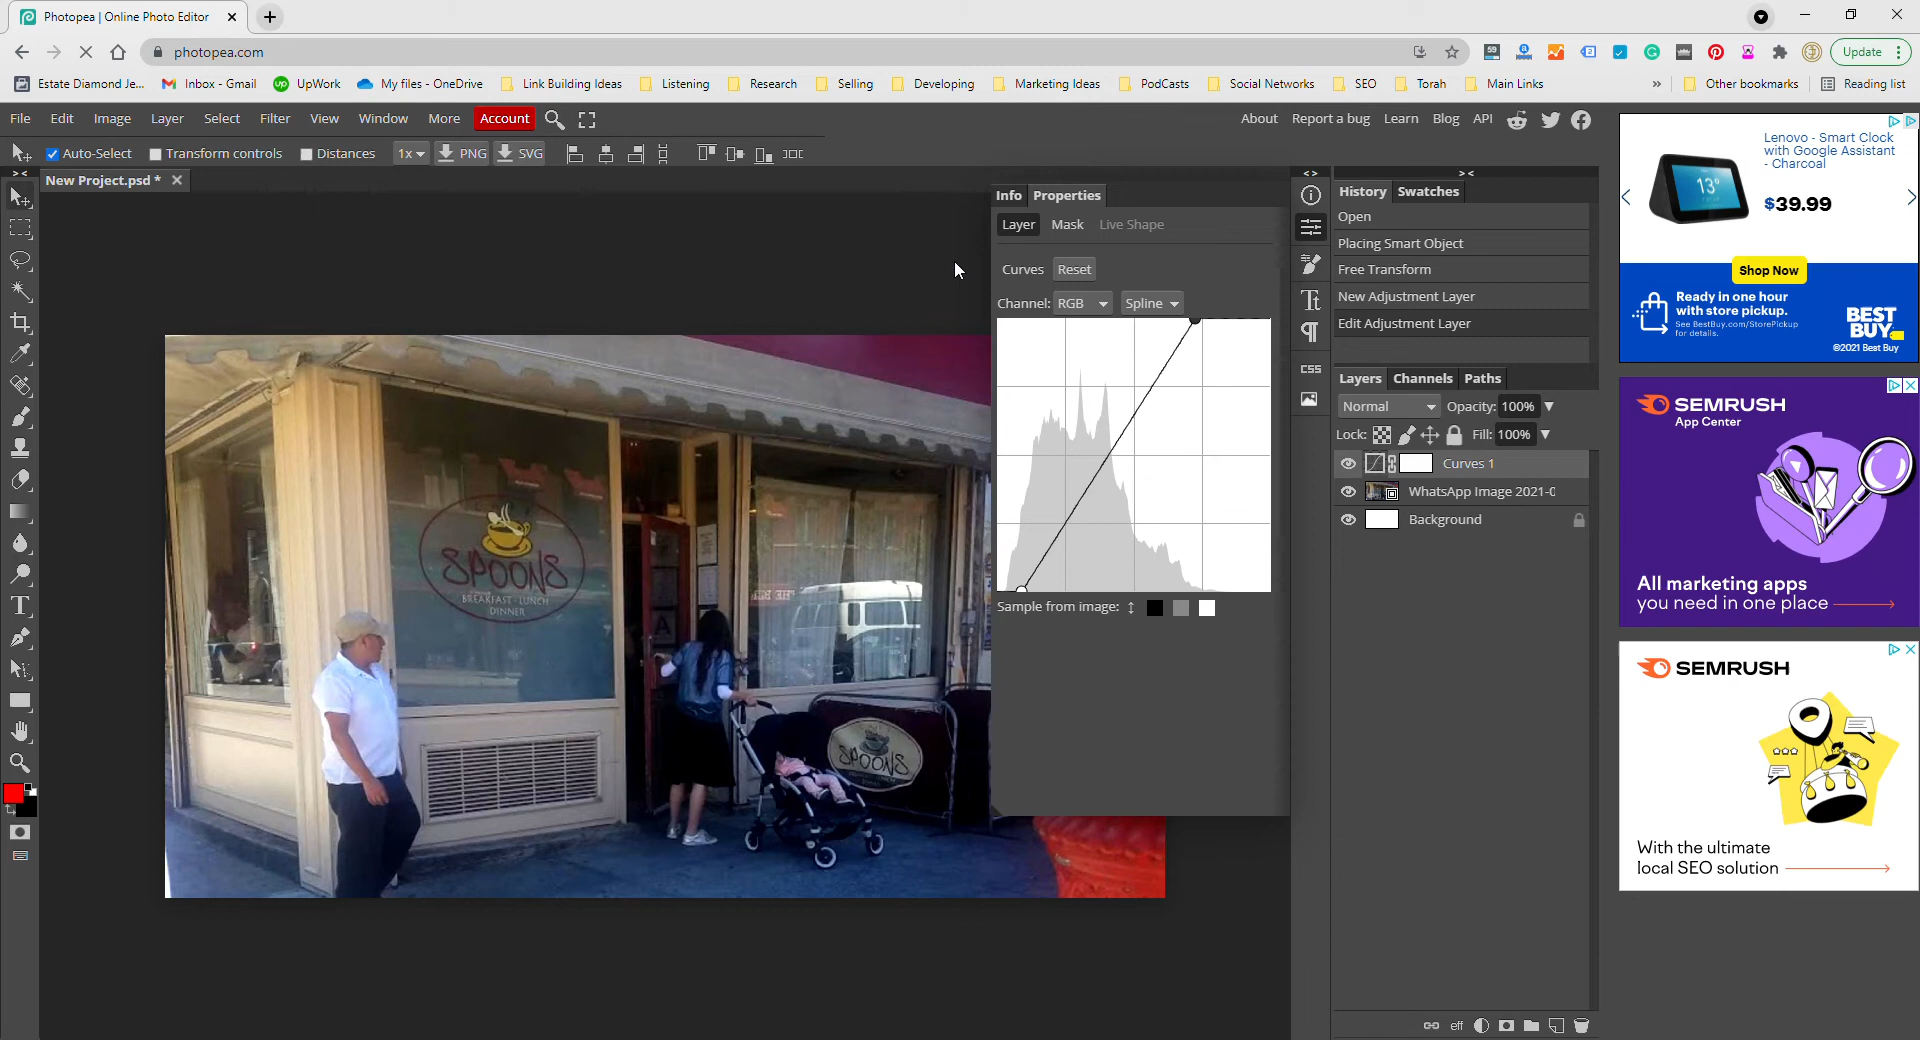 Photopea | Online Photo Editor
photopea.com
Update
Estate Diamond Je...
Inbox - Gmail
UpWork
My files - OneDrive
Link Building Ideas
Listening
Research
Selling
Developing
Marketing Ideas
PodCasts
Social Networks
SEO
Torah
Main Links
»
Other bookmarks
Reading list
File Edit Image Layer Select Filter View Window More Account
About Report a bug Learn Blog API
Auto-Select Transform controls Distances 1x PNG SVG
New Project.psd *
Info Properties
Layer Mask Live Shape
Curves Reset
Channel: RGB Spline
Sample from image:
SPOONS
BREAKFAST - LUNCH
DINNER
A
SPOONS
CSS
> <
< >
> <
History Swatches
Open
Placing Smart Object
Free Transform
New Adjustment Layer
Edit Adjustment Layer
Layers Channels Paths
Normal Opacity: 100%
Lock: Fill: 100%
Curves 1
WhatsApp Image 2021-0
Background
eff
Lenovo - Smart Clock
with Google Assistant
- Charcoal
13°
$39.99
Shop Now
Ready in one hour
with store pickup.
See BestBuy.com/StorePickup
for details.
BEST
BUY
©2021 Best Buy
SEMRUSH
App Center
All marketing apps
you need in one place
SEMRUSH
With the ultimate
local SEO solution